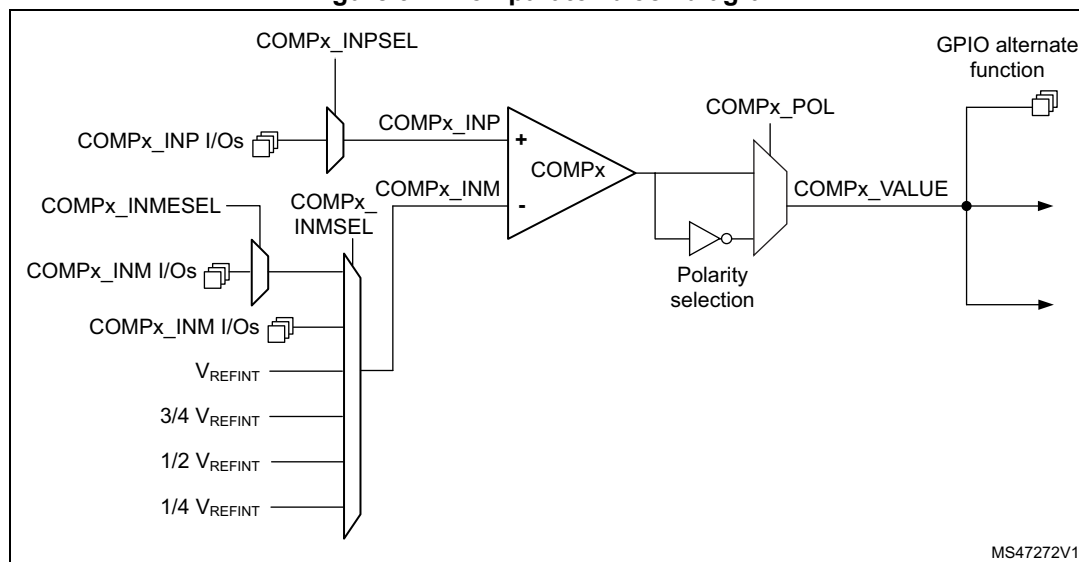 COMPx_INPSEL
GPIO alternate
function
COMPx_POL
COMPx_INP I/Os
COMPx_INP
+
COMPx
COMPx_INM
-
COMPx_VALUE
COMPx_INMESEL
COMPx_
INMSEL
COMPx_INM I/Os
Polarity
selection
COMPx_INM I/Os
VREFINT
3/4 VREFINT
1/2 VREFINT
1/4 VREFINT
MS47272V1